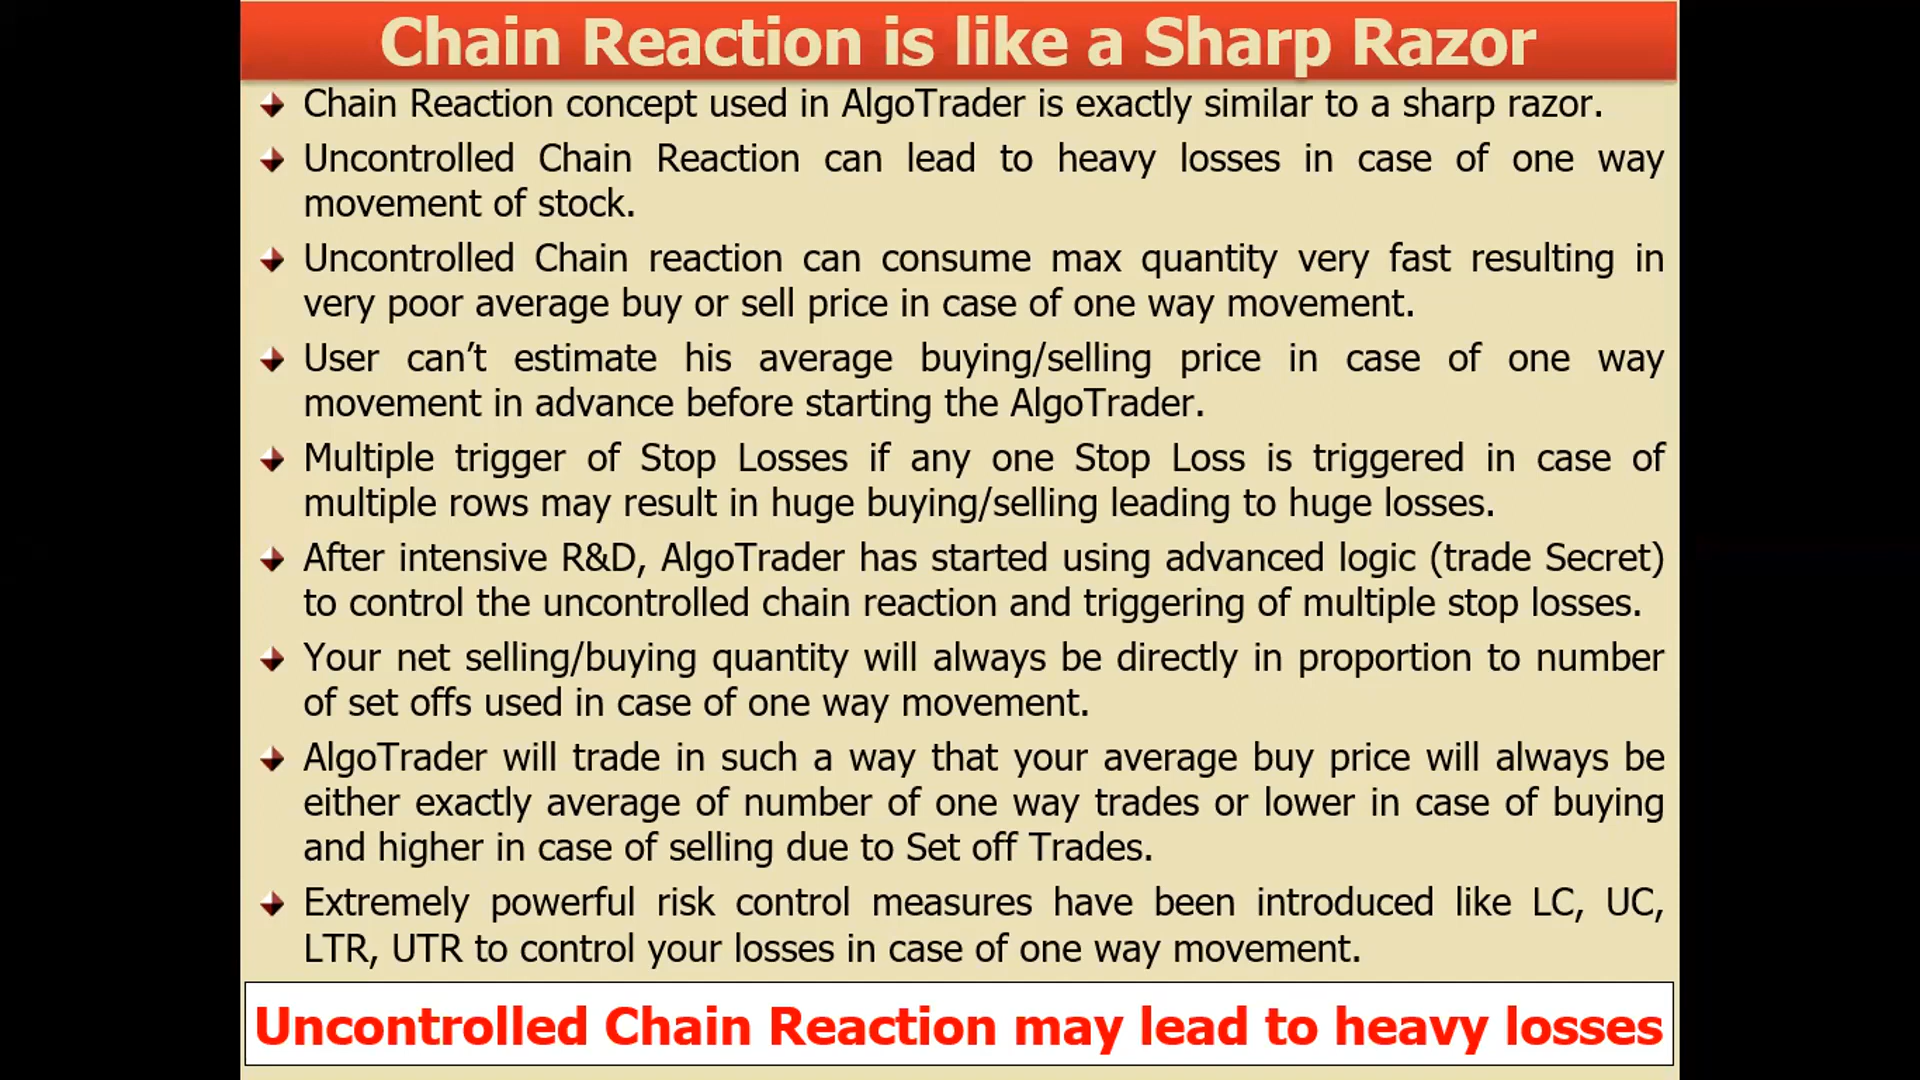 Chain Reaction is like a Sharp Razor
Chain Reaction concept used in AlgoTrader is exactly similar to a sharp razor.
Uncontrolled Chain Reaction can lead to heavy losses in case of one way
movement of stock.
Uncontrolled Chain reaction can consume max quantity very fast resulting in
very poor average buy or sell price in case of one way movement.
User can’t estimate his average buying/selling price in case of one way
movement in advance before starting the AlgoTrader.
Multiple trigger of Stop Losses if any one Stop Loss is triggered in case of
multiple rows may result in huge buying/selling leading to huge losses.
After intensive R&D, AlgoTrader has started using advanced logic (trade Secret)
to control the uncontrolled chain reaction and triggering of multiple stop losses.
Your net selling/buying quantity will always be directly in proportion to number
of set offs used in case of one way movement.
AlgoTrader will trade in such a way that your average buy price will always be
either exactly average of number of one way trades or lower in case of buying
and higher in case of selling due to Set off Trades.
Extremely powerful risk control measures have been introduced like LC, UC,
LTR, UTR to control your losses in case of one way movement.
Uncontrolled Chain Reaction may lead to heavy losses